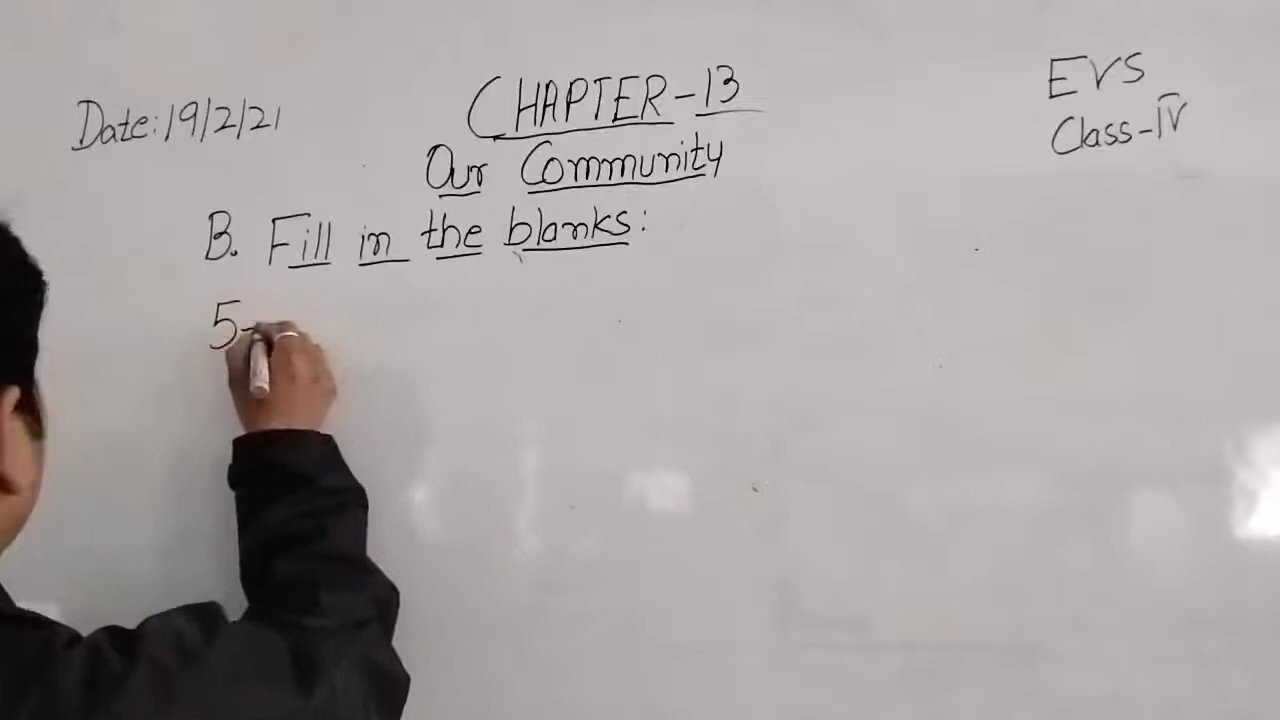 Date: 19/2/21
CHAPTER-13
EVS
Class-IV
Our Community
B. Fill in the blanks:
5-